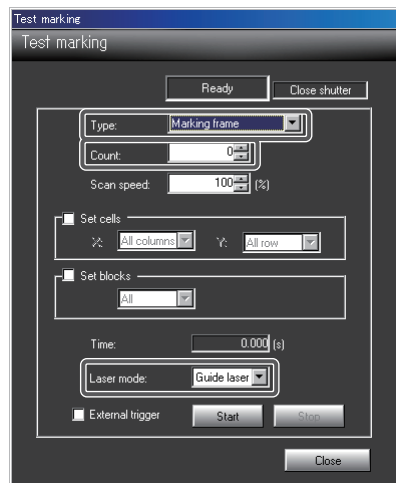 Test marking
Test marking
Ready Close shutter
Type: Marking frame
Count: 0
Scan speed: 100 (%)
Set cells
X: All columns Y: All row
Set blocks
All
Time: 0.000 (s)
Laser mode: Guide laser
External trigger Start Stop
Close